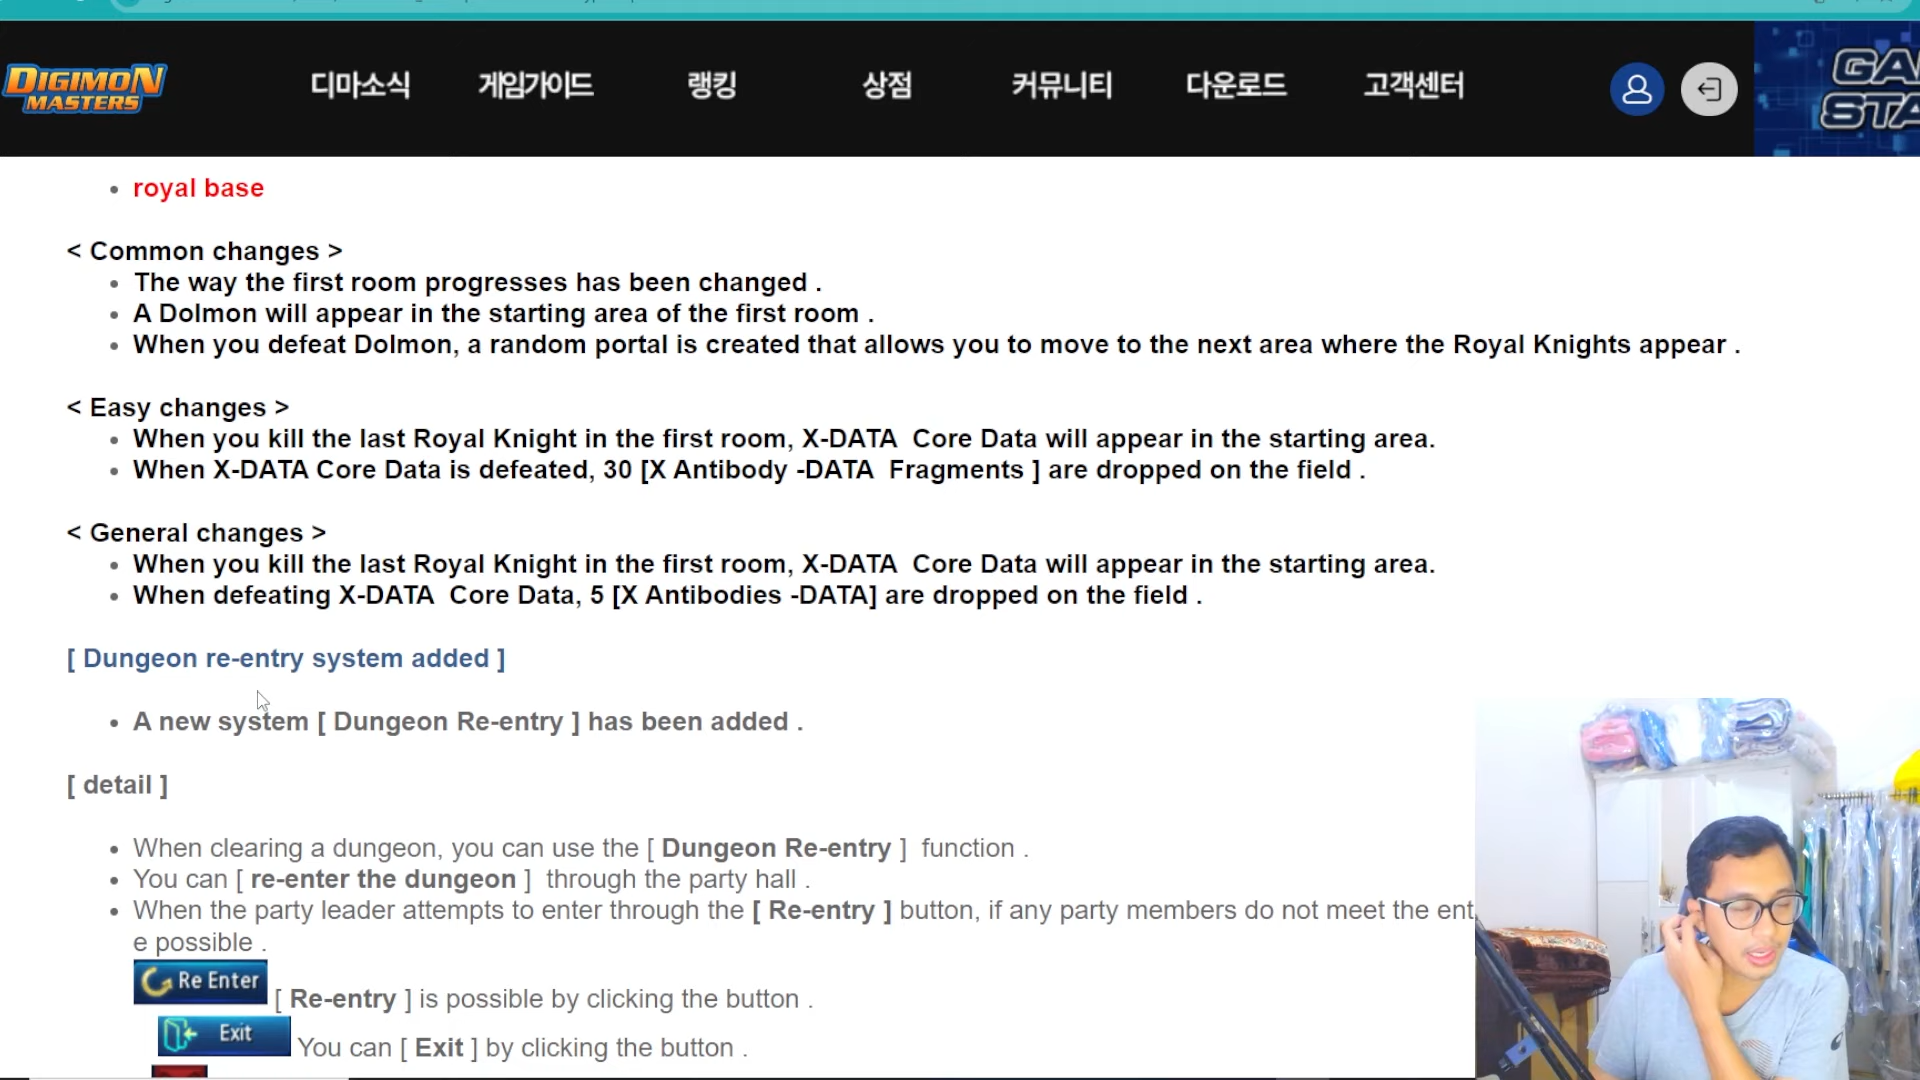 DIGIMON
MASTERS
디마소식 게임가이드 랭킹 상점 커뮤니티 다운로드 고객센터
royal base
< Common changes >
The way the first room progresses has been changed .
A Dolmon will appear in the starting area of the first room .
When you defeat Dolmon, a random portal is created that allows you to move to the next area where the Royal Knights appear .
< Easy changes >
When you kill the last Royal Knight in the first room, X-DATA Core Data will appear in the starting area.
When X-DATA Core Data is defeated, 30 [X Antibody -DATA Fragments ] are dropped on the field .
< General changes >
When you kill the last Royal Knight in the first room, X-DATA Core Data will appear in the starting area.
When defeating X-DATA Core Data, 5 [X Antibodies -DATA] are dropped on the field .
[ Dungeon re-entry system added ]
A new system [ Dungeon Re-entry ] has been added .
[ detail ]
When clearing a dungeon, you can use the [ Dungeon Re-entry ] function .
You can [ re-enter the dungeon ] through the party hall .
When the party leader attempts to enter through the [ Re-entry ] button, if any party members do not meet the ent
e possible .
Re Enter [ Re-entry ] is possible by clicking the button .
Exit You can [ Exit ] by clicking the button .